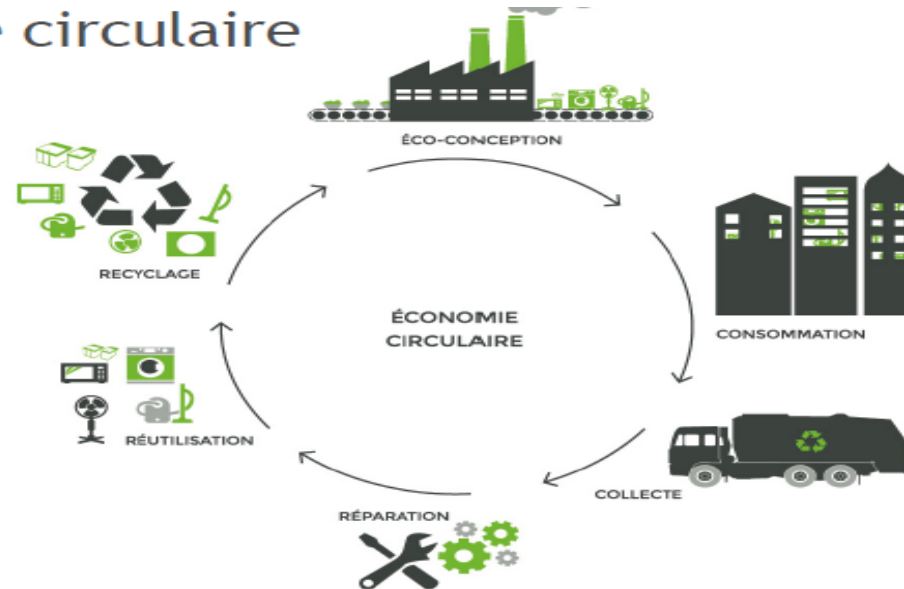 circulaire
ÉCO-CONCEPTION
CONSOMMATION
COLLECTE
RÉPARATION
RÉUTILISATION
RECYCLAGE
ÉCONOMIE
CIRCULAIRE